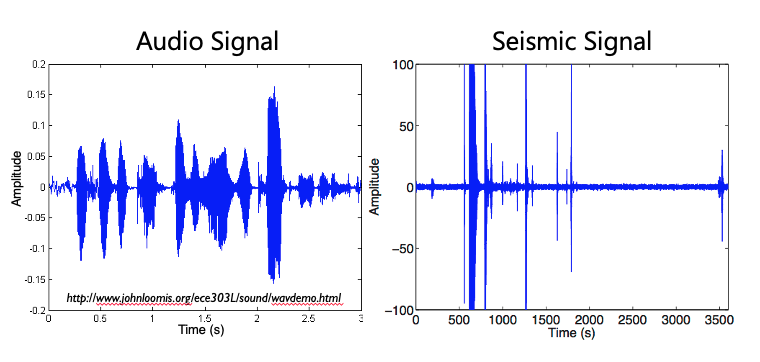 Audio Signal
0.2
0.15
0.1
0.05
0
-0.05
-0.1
-0.15
-0.2
Amplitude
http://www.johnloomis.org/ece303L/sound/wavdemo.html
0 0.5 1 1.5 2 2.5 3
Time (s)
Seismic Signal
100
50
0
−50
−100
Amplitude
0 500 1000 1500 2000 2500 3000 3500
Time (s)